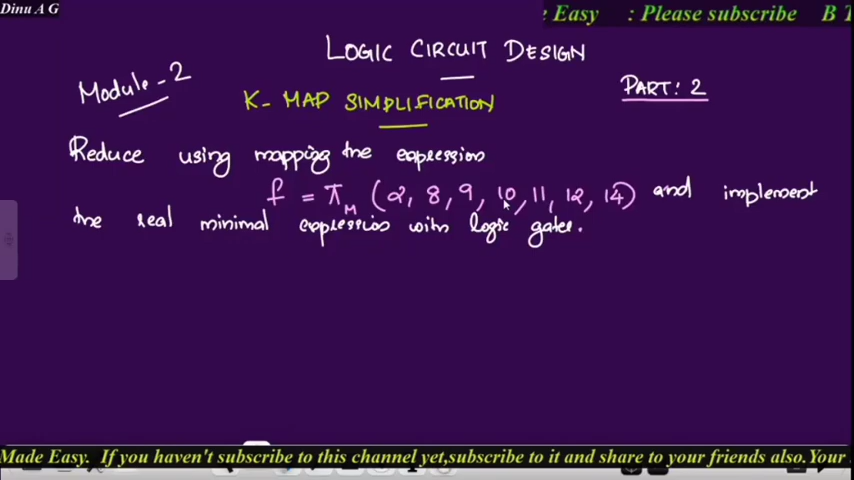 Dinu A G
Easy : Please subscribe B T
LOGIC CIRCUIT DESIGN
Module - 2
PART: 2
K- MAP SIMPLIFICATION
Reduce using mapping the expression
f = πM (2, 8, 9, 10, 11, 12, 14) and implement
the real minimal expression with logic gates.
Made Easy. If you haven't subscribe to this channel yet,subscribe to it and share to your friends also.Your